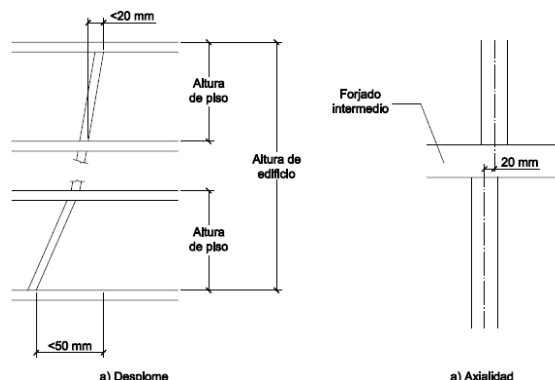 <20 mm
Altura
de piso
Altura de
edificio
Altura
de piso
<50 mm
a) Desplome
Forjado
intermedio
20 mm
a) Axialidad